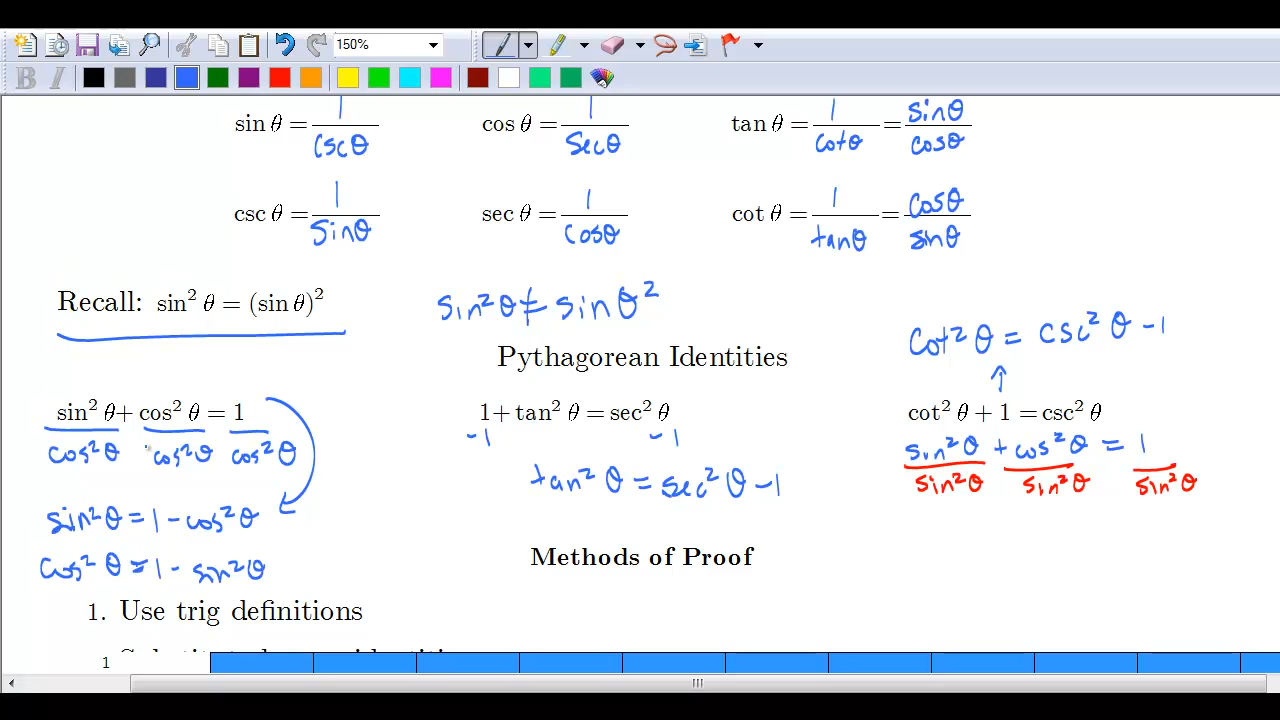 150%
B I
sin θ = 1/cscθ cos θ = 1/secθ tan θ = 1/cotθ = sinθ/cosθ
csc θ = 1/sinθ sec θ = 1/cosθ cot θ = 1/tanθ = cosθ/sinθ
Recall: sin² θ = (sin θ)² sin²θ ≠ sinθ²
cot²θ = csc²θ - 1
Pythagorean Identities
↑
sin² θ + cos² θ = 1 1 + tan² θ = sec² θ cot² θ + 1 = csc² θ
cos²θ cos²θ cos²θ -1 -1 sin²θ + cos²θ = 1
tan²θ = sec²θ - 1 sin²θ sin²θ sin²θ
sin²θ = 1 - cos²θ
cos²θ = 1 - sin²θ
Methods of Proof
1. Use trig definitions
1